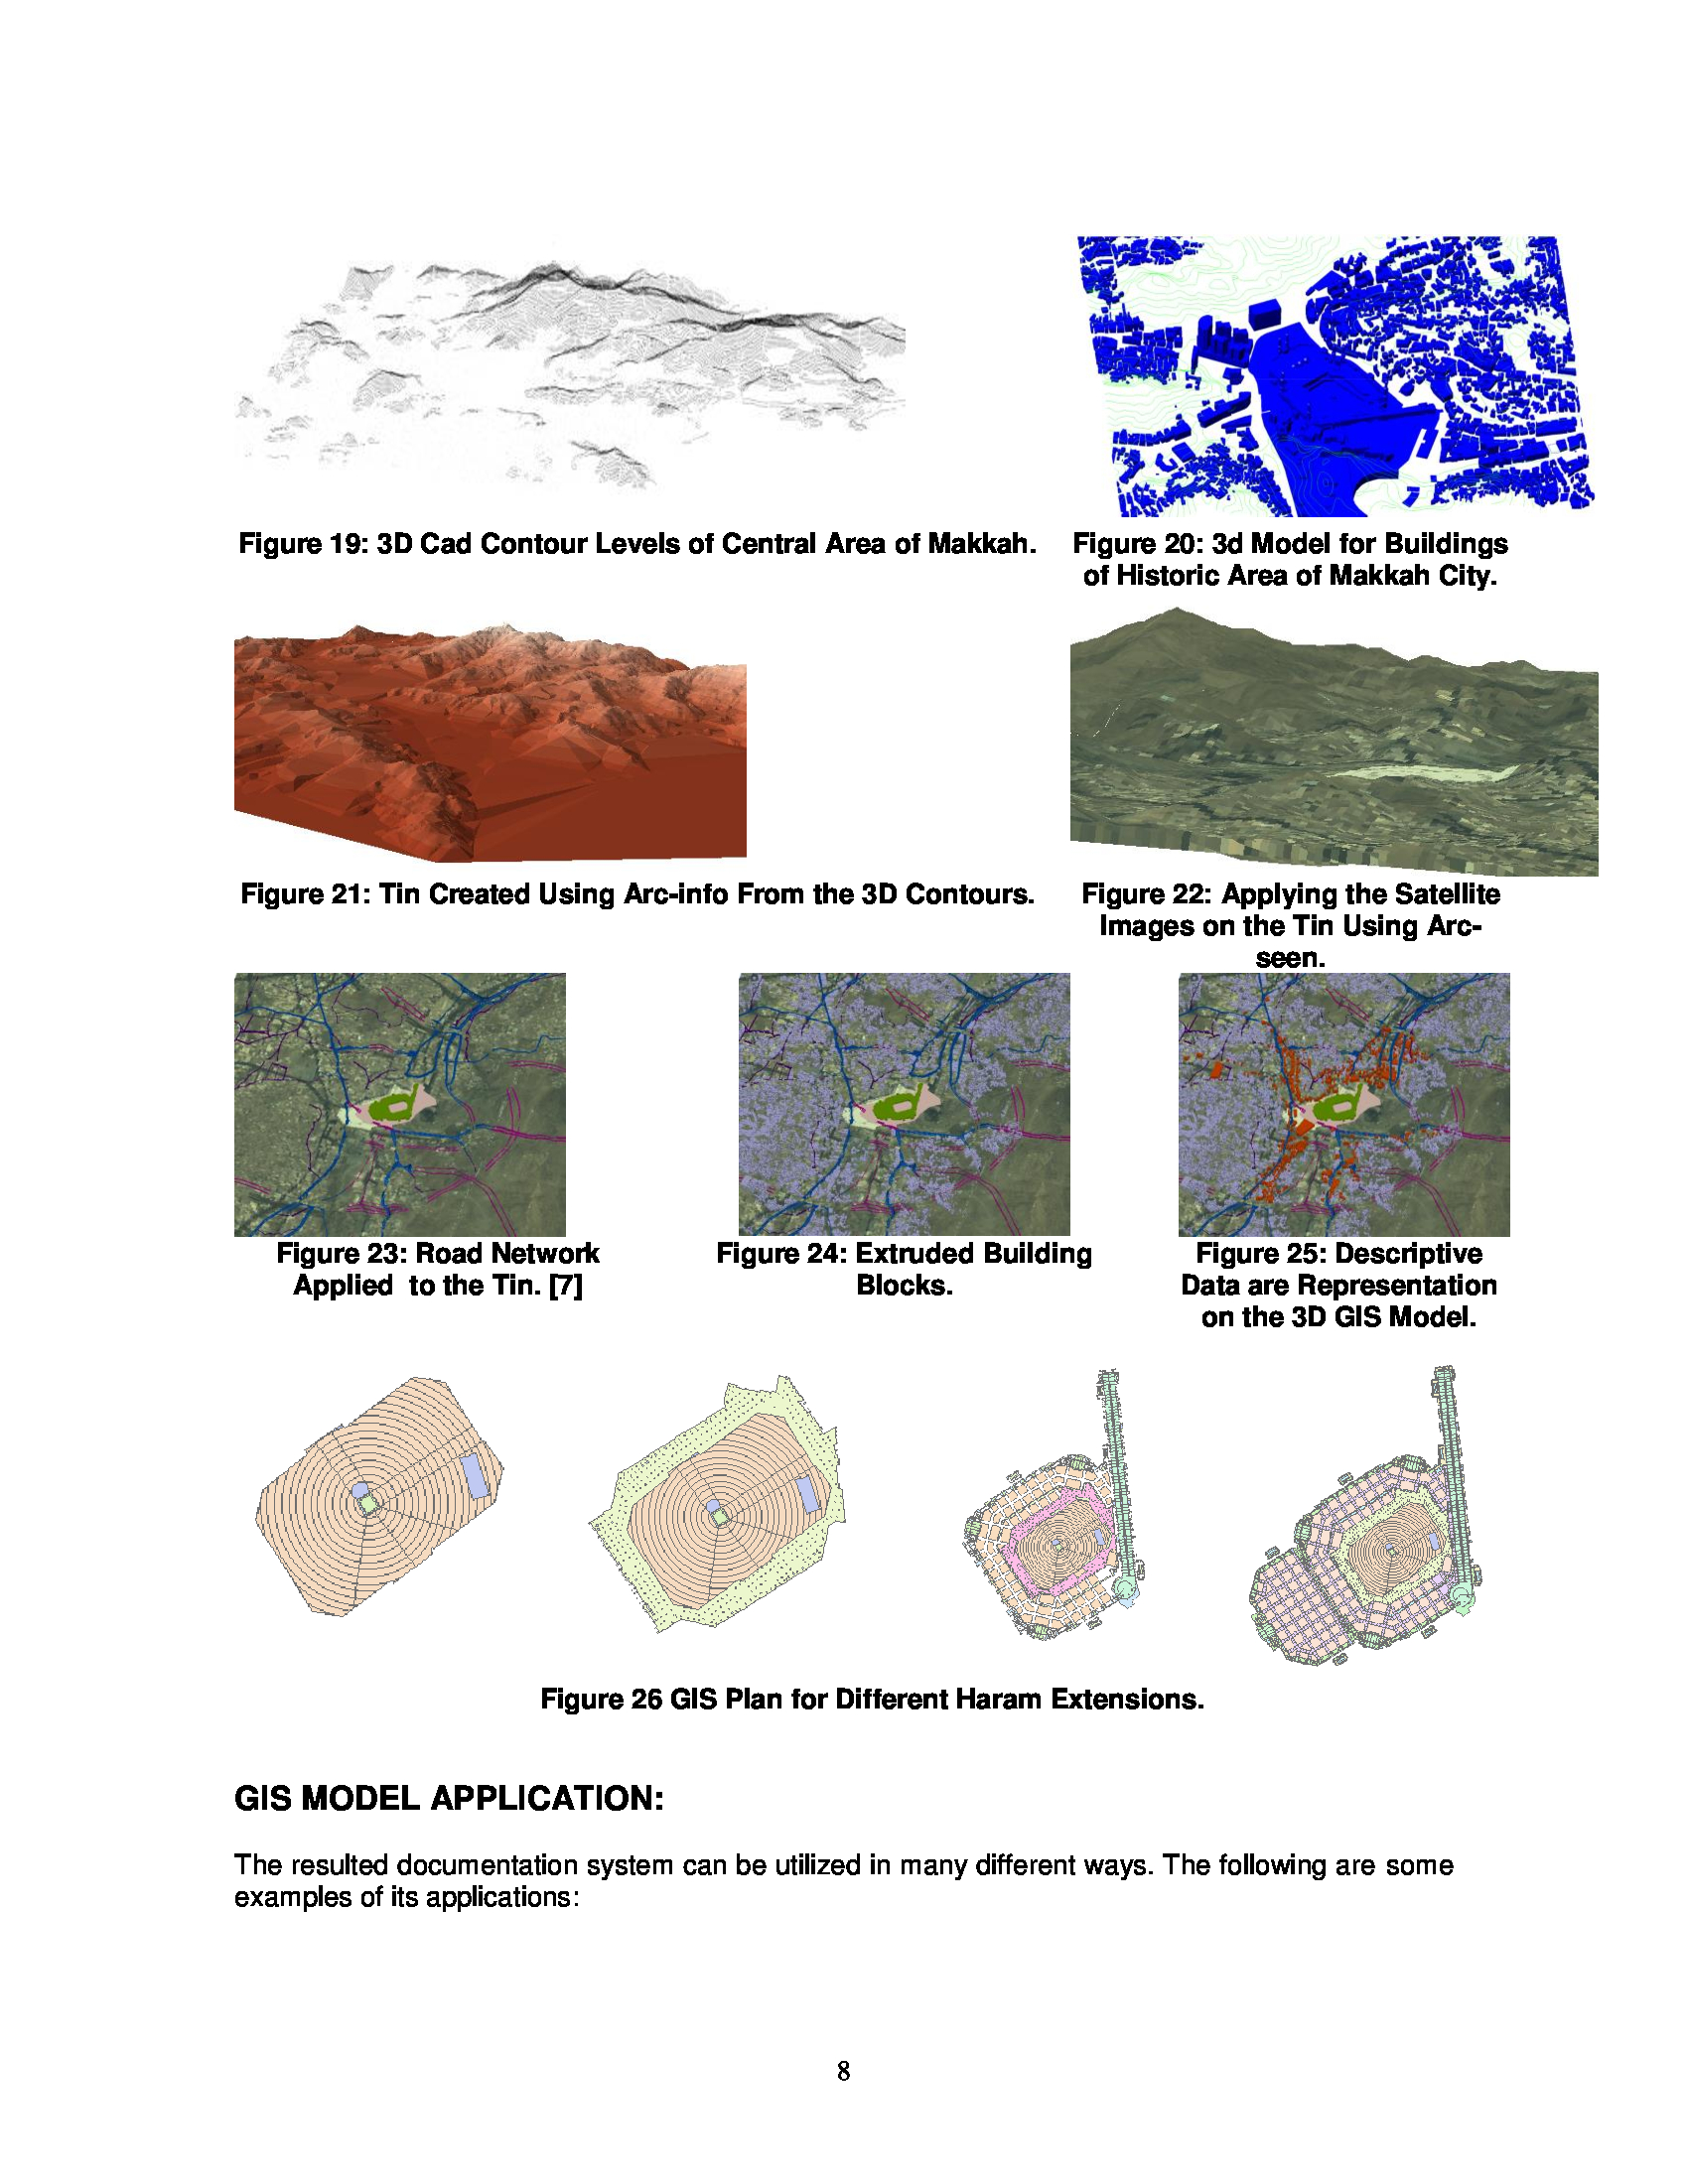 Figure 19: 3D Cad Contour Levels of Central Area of Makkah.
Figure 20: 3d Model for Buildings
of Historic Area of Makkah City.
Figure 21: Tin Created Using Arc-info From the 3D Contours.
Figure 22: Applying the Satellite
Images on the Tin Using Arc-
seen.
Figure 23: Road Network
Applied  to the Tin. [7]
Figure 24: Extruded Building
Blocks.
Figure 25: Descriptive
Data are Representation
on the 3D GIS Model.
Figure 26 GIS Plan for Different Haram Extensions.
GIS MODEL APPLICATION:
The resulted documentation system can be utilized in many different ways. The following are some
examples of its applications:
8